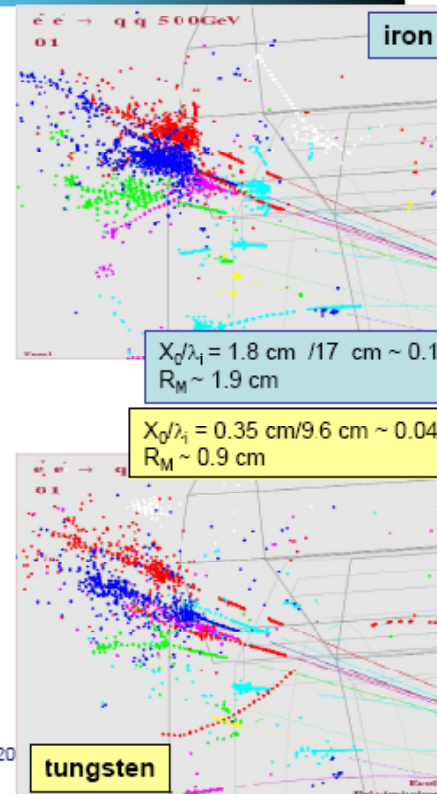 e e → q q 500GeV
01
iron
X₀/λᵢ = 1.8 cm /17 cm ~ 0.1
R_M ~ 1.9 cm
X₀/λᵢ = 0.35 cm/9.6 cm ~ 0.04
R_M ~ 0.9 cm
e e → q
01
20
tungsten